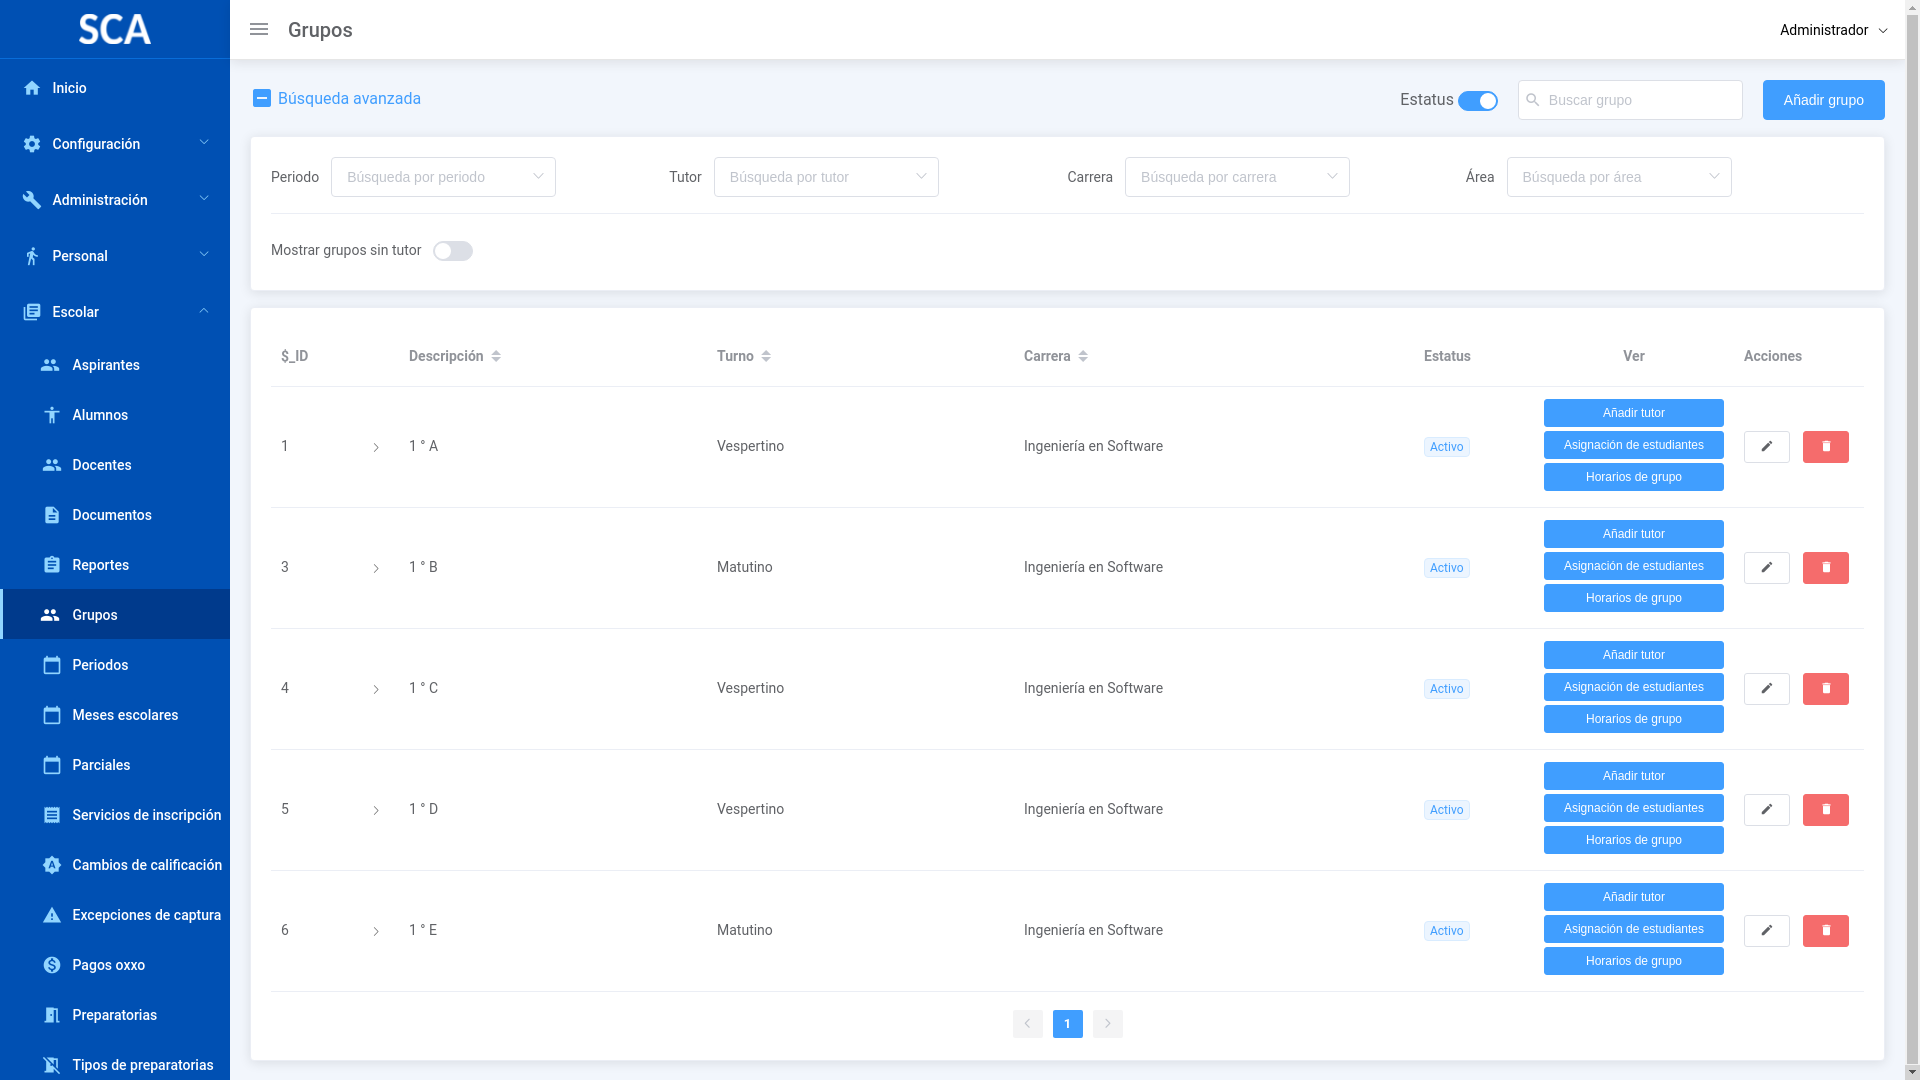 SCA
Grupos
Administrador
Inicio
Configuración
Administración
Personal
Escolar
Aspirantes
Alumnos
Docentes
Documentos
Reportes
Grupos
Periodos
Meses escolares
Parciales
Servicios de inscripción
Cambios de calificación
Excepciones de captura
Pagos oxxo
Preparatorias
Tipos de preparatorias
Búsqueda avanzada
Estatus
Buscar grupo
Añadir grupo
Periodo Búsqueda por periodo
Tutor Búsqueda por tutor
Carrera Búsqueda por carrera
Área Búsqueda por área
Mostrar grupos sin tutor
$_ID Descripción Turno Carrera Estatus Ver Acciones
1 1 ° A Vespertino Ingeniería en Software Activo
Añadir tutor
Asignación de estudiantes
Horarios de grupo
3 1 ° B Matutino Ingeniería en Software Activo
Añadir tutor
Asignación de estudiantes
Horarios de grupo
4 1 ° C Vespertino Ingeniería en Software Activo
Añadir tutor
Asignación de estudiantes
Horarios de grupo
5 1 ° D Vespertino Ingeniería en Software Activo
Añadir tutor
Asignación de estudiantes
Horarios de grupo
6 1 ° E Matutino Ingeniería en Software Activo
Añadir tutor
Asignación de estudiantes
Horarios de grupo
1